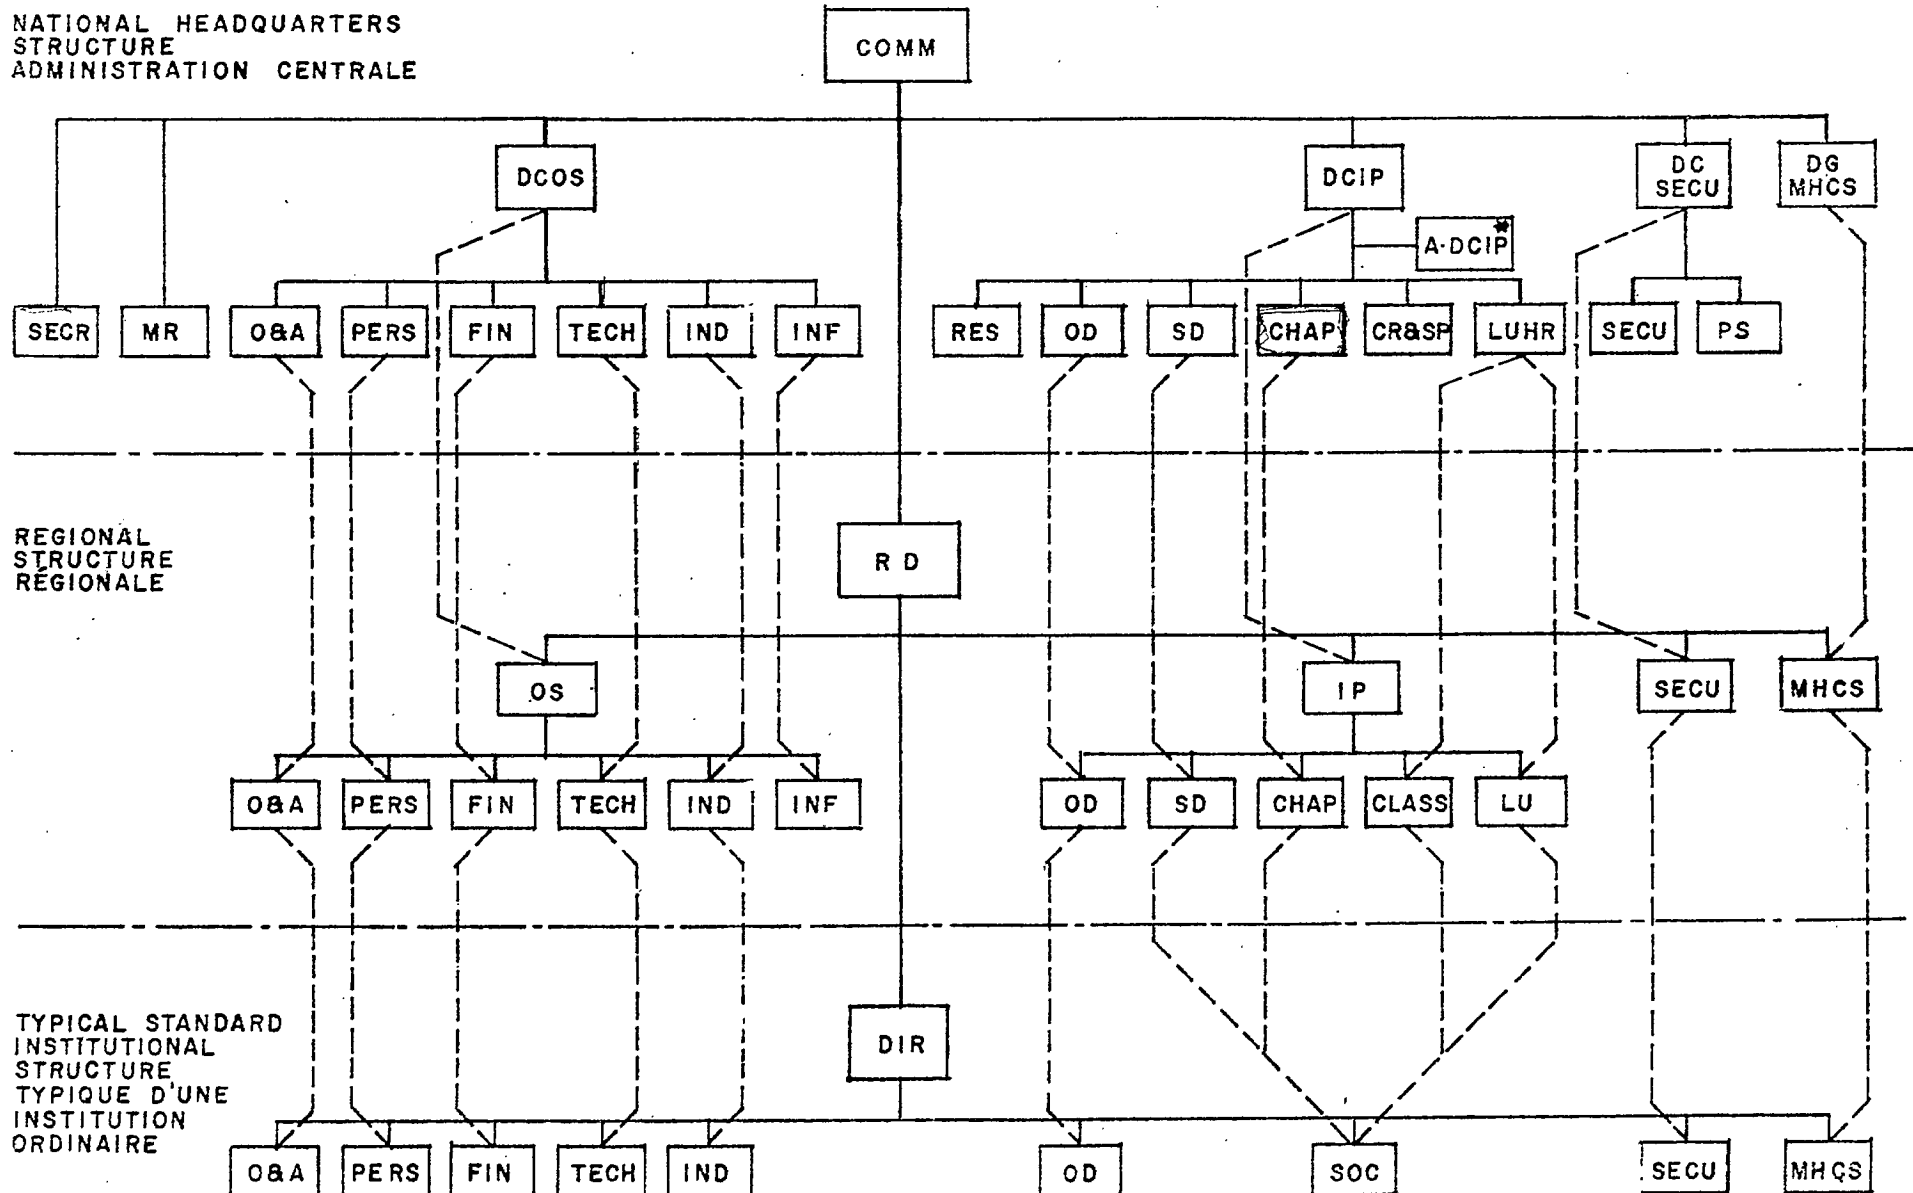 NATIONAL HEADQUARTERS
STRUCTURE
ADMINISTRATION CENTRALE
COMM
DCOS
DCIP
DC
SECU
DG
MHCS
A-DCIP*
SECR MR O&A PERS FIN TECH IND INF RES OD SD CHAP CR&SP LUHR SECU PS
REGIONAL
STRUCTURE
RÉGIONALE
R D
OS IP SECU MHCS
O&A PERS FIN TECH IND INF OD SD CHAP CLASS LU
TYPICAL STANDARD
INSTITUTIONAL
STRUCTURE
TYPIQUE D'UNE
INSTITUTION
ORDINAIRE
DIR
O&A PERS FIN TECH IND OD SOC SECU MHCS